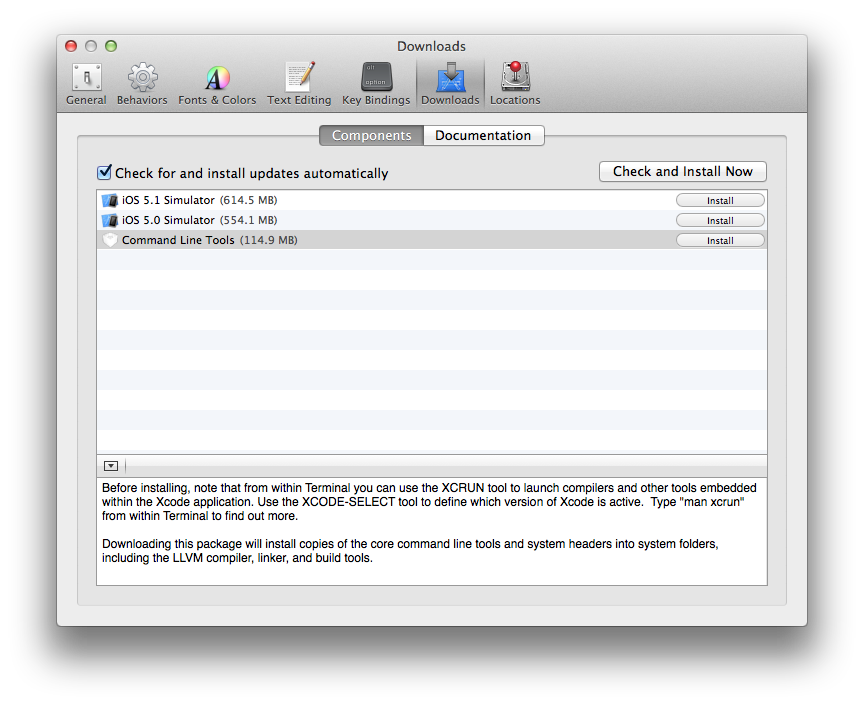 Downloads
General
Behaviors
Fonts & Colors
Text Editing
alt
option
Key Bindings
Downloads
Locations
Components
Documentation
Check for and install updates automatically
Check and Install Now
iOS 5.1 Simulator (614.5 MB) Install
iOS 5.0 Simulator (554.1 MB) Install
Command Line Tools (114.9 MB) Install
Before installing, note that from within Terminal you can use the XCRUN tool to launch compilers and other tools embedded
within the Xcode application. Use the XCODE-SELECT tool to define which version of Xcode is active.  Type "man xcrun"
from within Terminal to find out more.
Downloading this package will install copies of the core command line tools and system headers into system folders,
including the LLVM compiler, linker, and build tools.